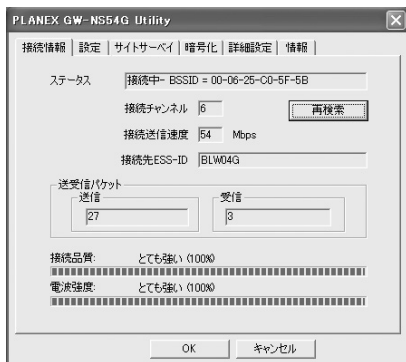 PLANEX GW-NS54G Utility
接続情報 設定 サイトサーベイ 暗号化 詳細設定 情報
ステータス 接続中- BSSID = 00-06-25-C0-5F-5B
接続チャンネル 6 再検索
接続送信速度 54 Mbps
接続先ESS-ID BLW04G
送受信パケット
送信 受信
27 3
接続品質: とても強い (100%)
電波強度: とても強い (100%)
OK キャンセル